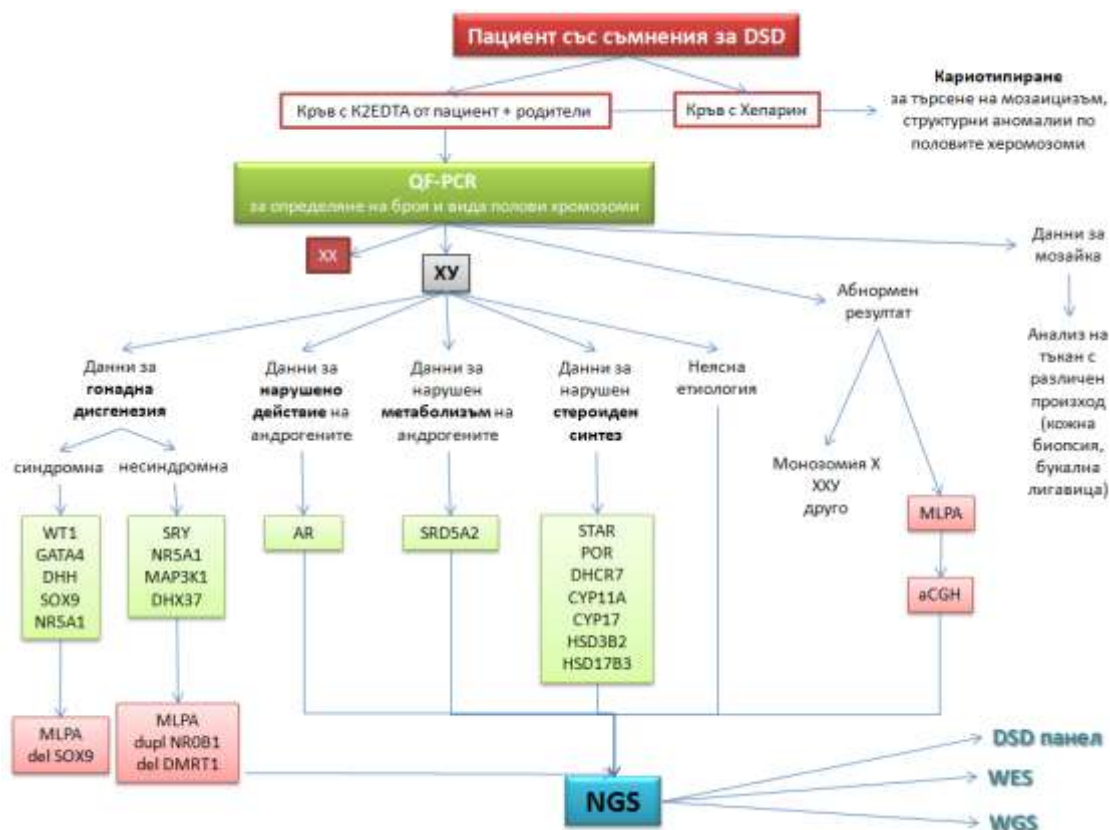 Пациент със съмнения за DSD
Кръв с K2EDTA от пациент + родители
Кръв с Хепарин
Кариотипиране
за търсене на мозаицизъм,
структурни аномалии по
половите херомозоми
QF-PCR
за определяне на броя и вида полови хромозоми
XX
ХУ
Абнормен
резултат
Данни за
мозайка
Данни за
гонадна
дисгенезия
Данни за
нарушено
действие на
андрогените
Данни за
нарушен
метаболизъм на
андрогените
Данни за
нарушен
стероиден
синтез
Неясна
етиология
Анализ на
тъкан с
различен
произход
(кожна
биопсия,
букална
лигавица)
синдромна
несиндромна
Монозомия X
ХХУ
друго
WT1
GATA4
DHH
SOX9
NR5A1
SRY
NR5A1
MAP3K1
DHX37
AR
SRD5A2
STAR
POR
DHCR7
CYP11A
CYP17
HSD3B2
HSD17B3
MLPA
aCGH
MLPA
del SOX9
MLPA
dupl NR0B1
del DMRT1
NGS
DSD панел
WES
WGS